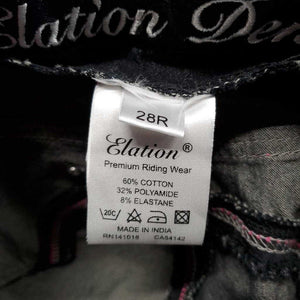 Elation Den
28R
Elation®
Premium Riding Wear
60% COTTON
32% POLYAMIDE
8% ELASTANE
20C
MADE IN INDIA
RN141018 CA54142